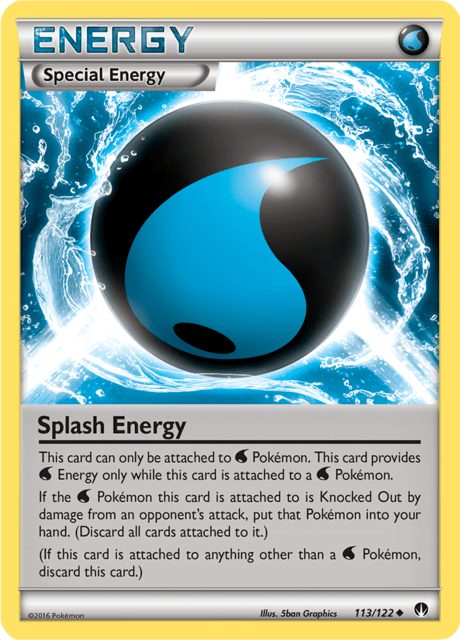 ENERGY
Special Energy
Splash Energy
This card can only be attached to Pokémon. This card provides
Energy only while this card is attached to a Pokémon.
If the Pokémon this card is attached to is Knocked Out by
damage from an opponent's attack, put that Pokémon into your
hand. (Discard all cards attached to it.)
(If this card is attached to anything other than a Pokémon,
discard this card.)
©2016 Pokémon
Illus. 5ban Graphics 113/122